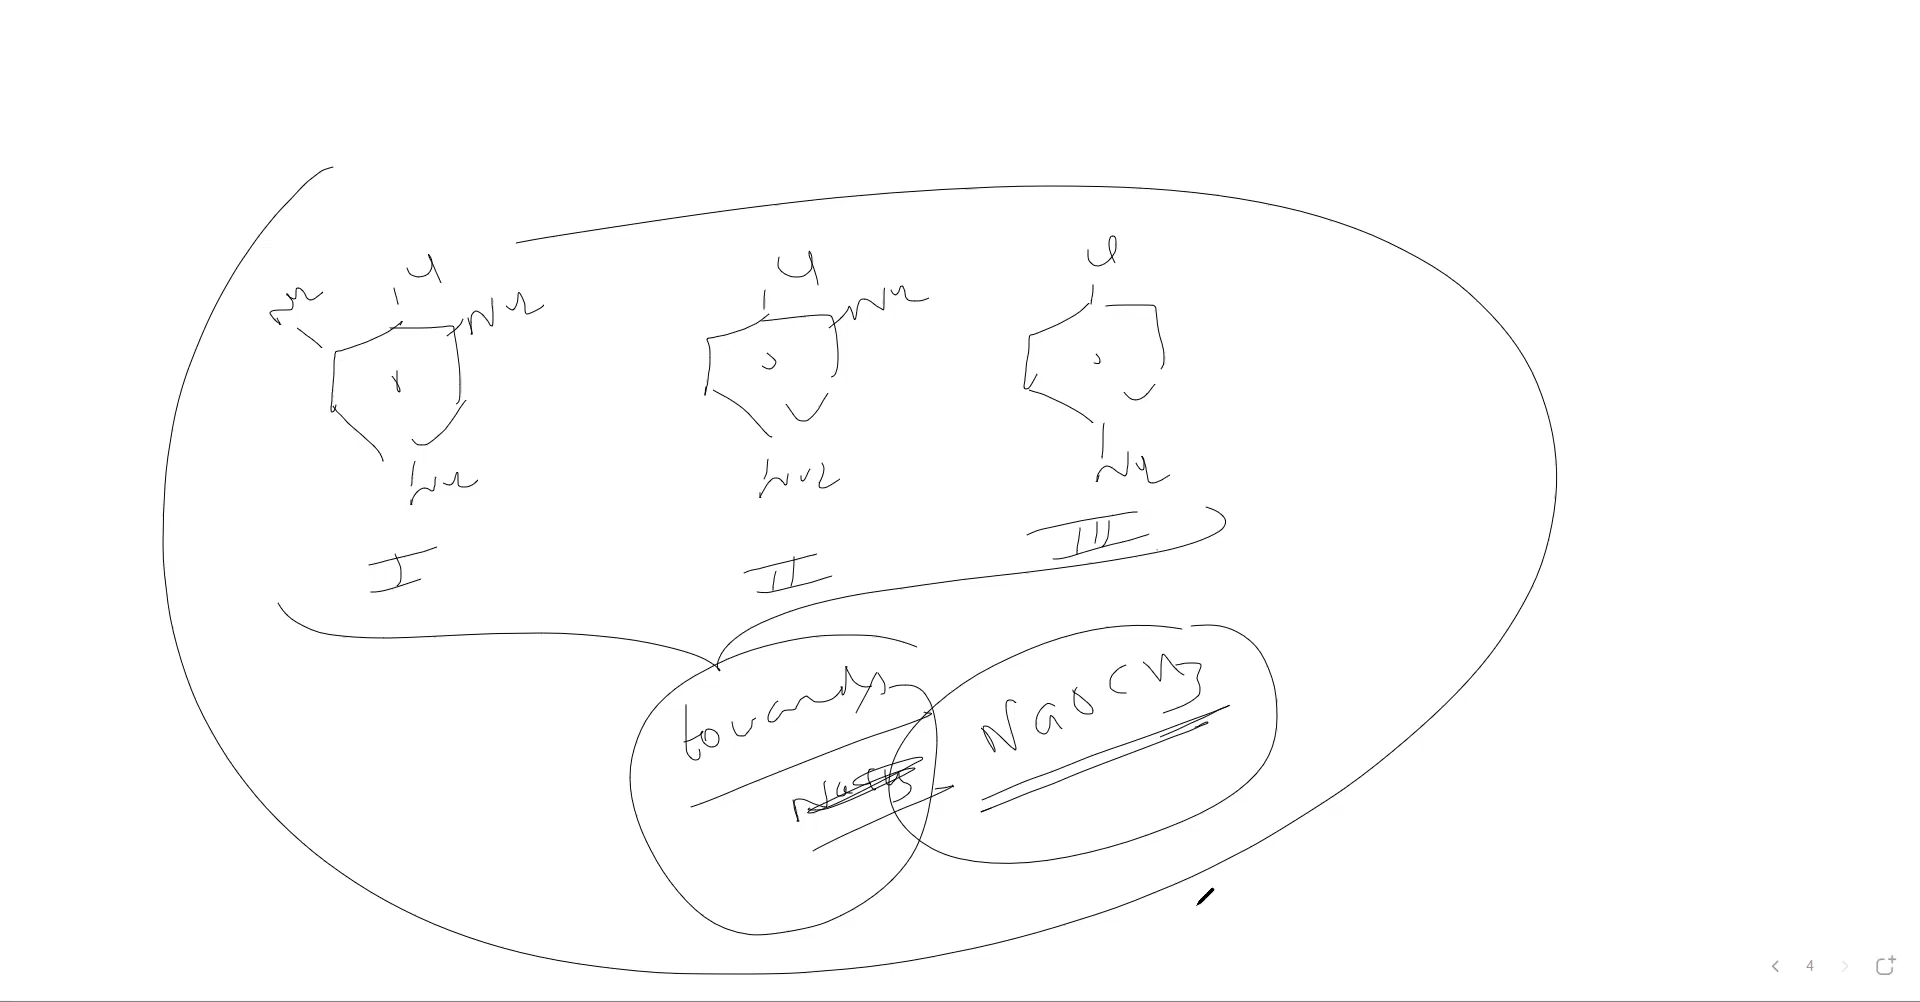 Cl Cl Cl
NO2 NO2 NO2
NO2 NO2 NO2
I II III
towards NaOCH3
4